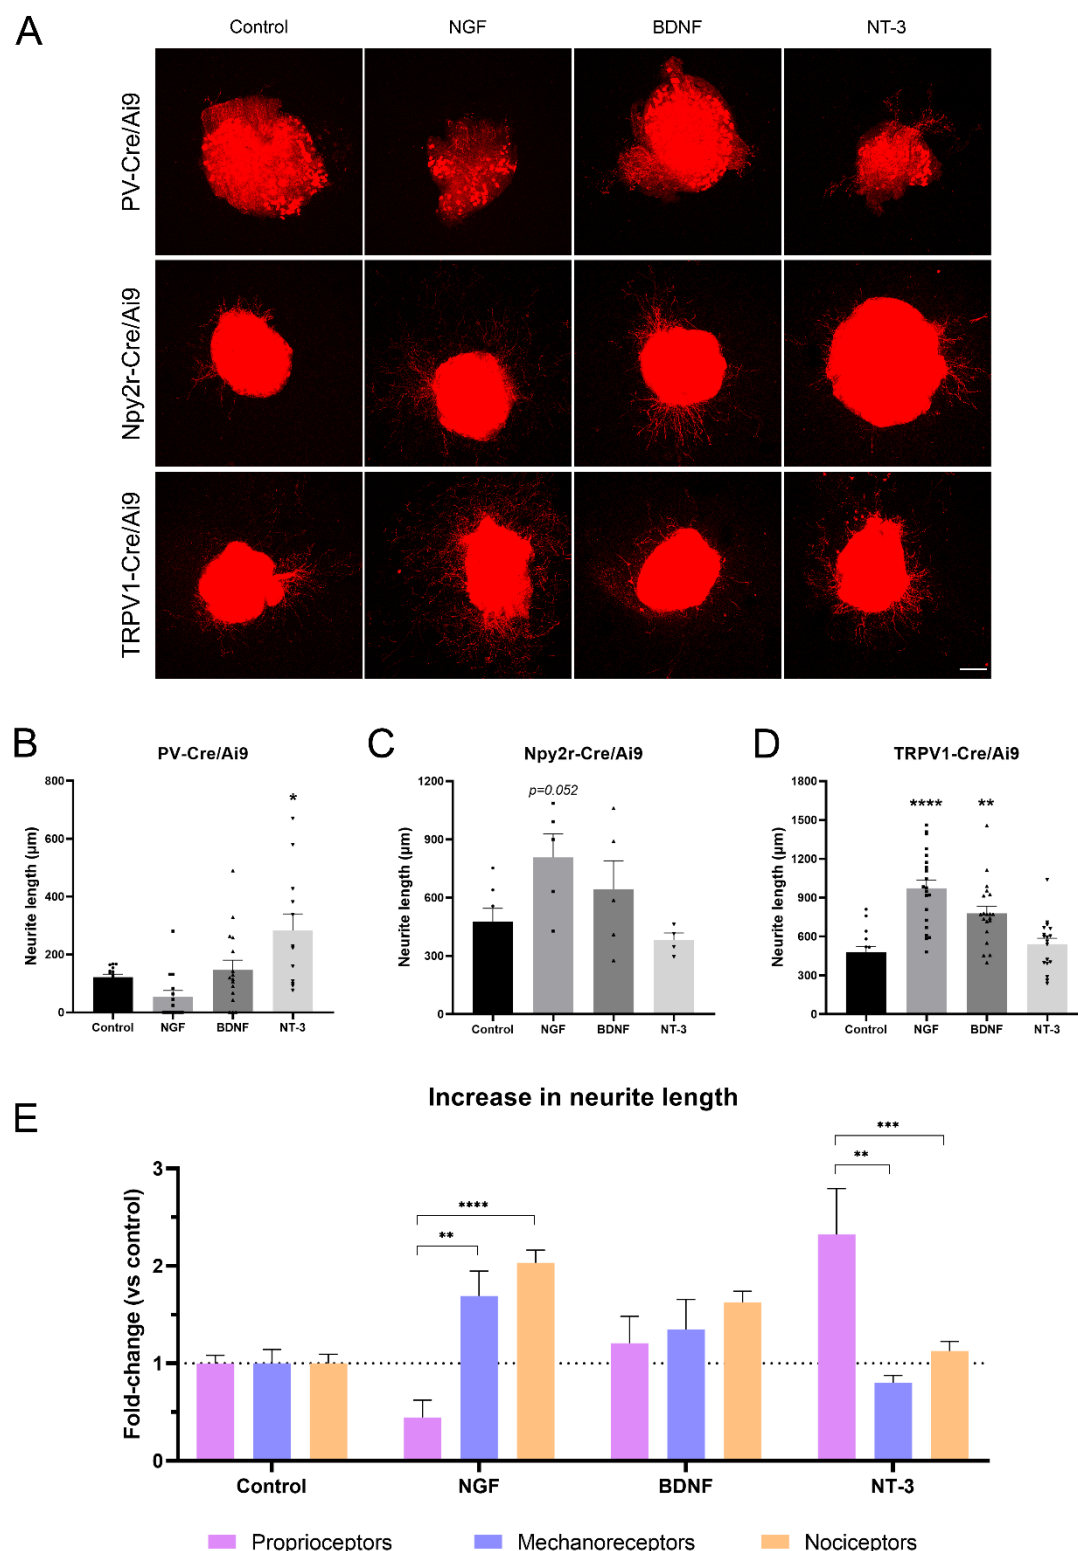 A
Control NGF BDNF NT-3
PV-Cre/Ai9
Npy2r-Cre/Ai9
TRPV1-Cre/Ai9
B
PV-Cre/Ai9
Neurite length (μm)
800
600
400
200
0
*
Control NGF BDNF NT-3
C
Npy2r-Cre/Ai9
Neurite length (μm)
1200
900
600
300
0
p=0.052
Control NGF BDNF NT-3
D
TRPV1-Cre/Ai9
Neurite length (μm)
1800
1500
1200
900
600
300
0
**** **
Control NGF BDNF NT-3
E
Increase in neurite length
Fold-change (vs control)
3
2
1
0
****
**
***
**
Control NGF BDNF NT-3
Proprioceptors Mechanoreceptors Nociceptors